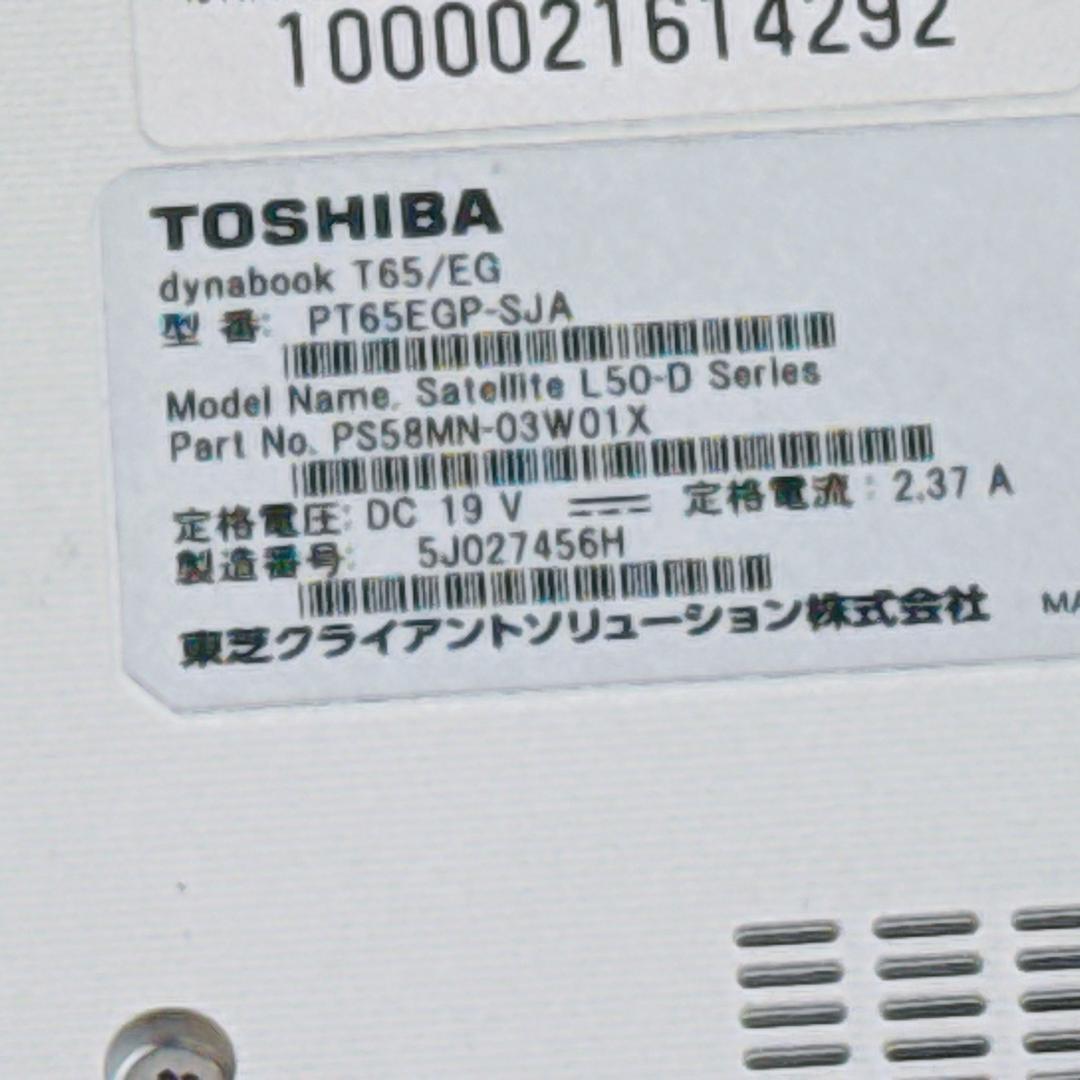 1000021614292
TOSHIBA
dynabook T65/EG
型 番: PT65EGP-SJA
Model Name. Satellite L50-D Series
Part No. PS58MN-03W01X
定格電圧: DC 19 V 定格電流: 2.37 A
製造番号: 5J027456H
東芝クライアントソリューション株式会社